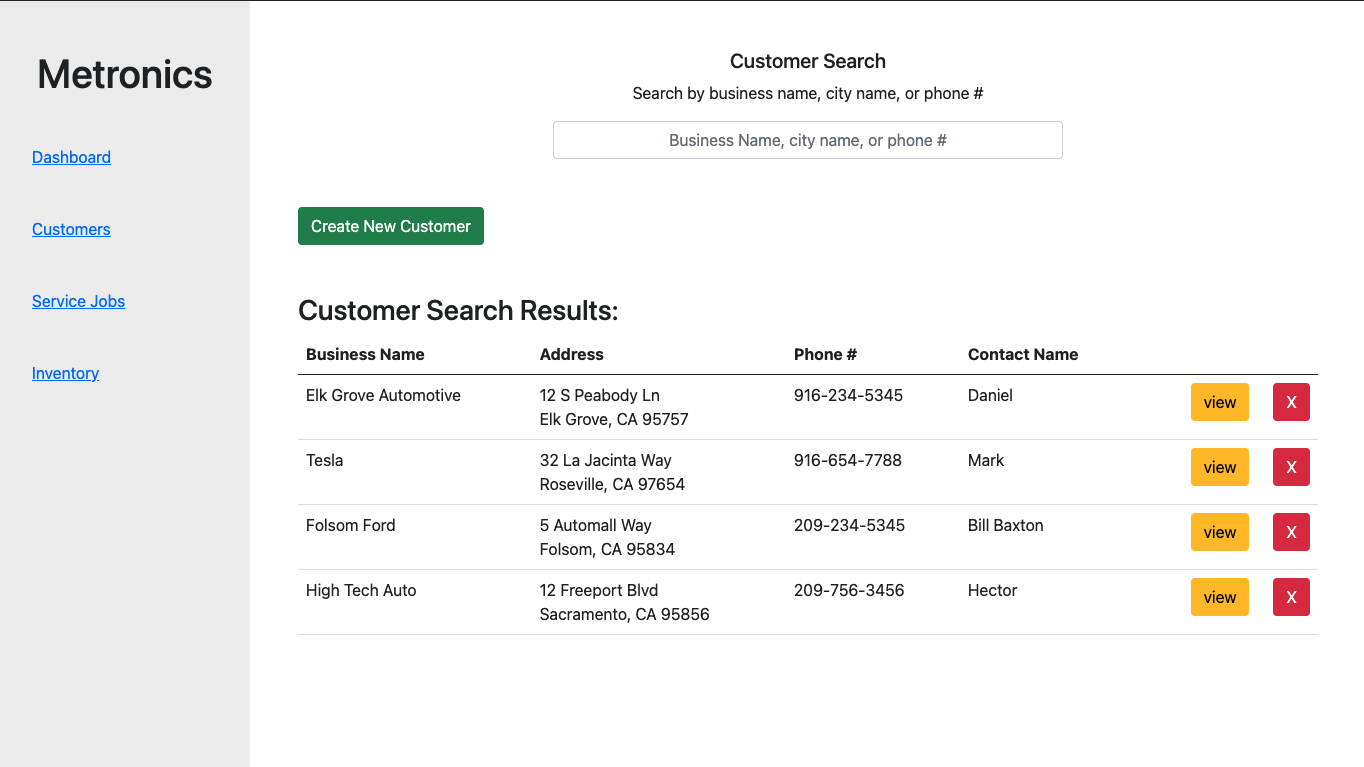 Metronics
Dashboard
Customers
Service Jobs
Inventory
Customer Search
Search by business name, city name, or phone #
Business Name, city name, or phone #
Create New Customer
Customer Search Results:
Business Name Address Phone # Contact Name
Elk Grove Automotive 12 S Peabody Ln 916-234-5345 Daniel view X
Elk Grove, CA 95757
Tesla 32 La Jacinta Way 916-654-7788 Mark view X
Roseville, CA 97654
Folsom Ford 5 Automall Way 209-234-5345 Bill Baxton view X
Folsom, CA 95834
High Tech Auto 12 Freeport Blvd 209-756-3456 Hector view X
Sacramento, CA 95856